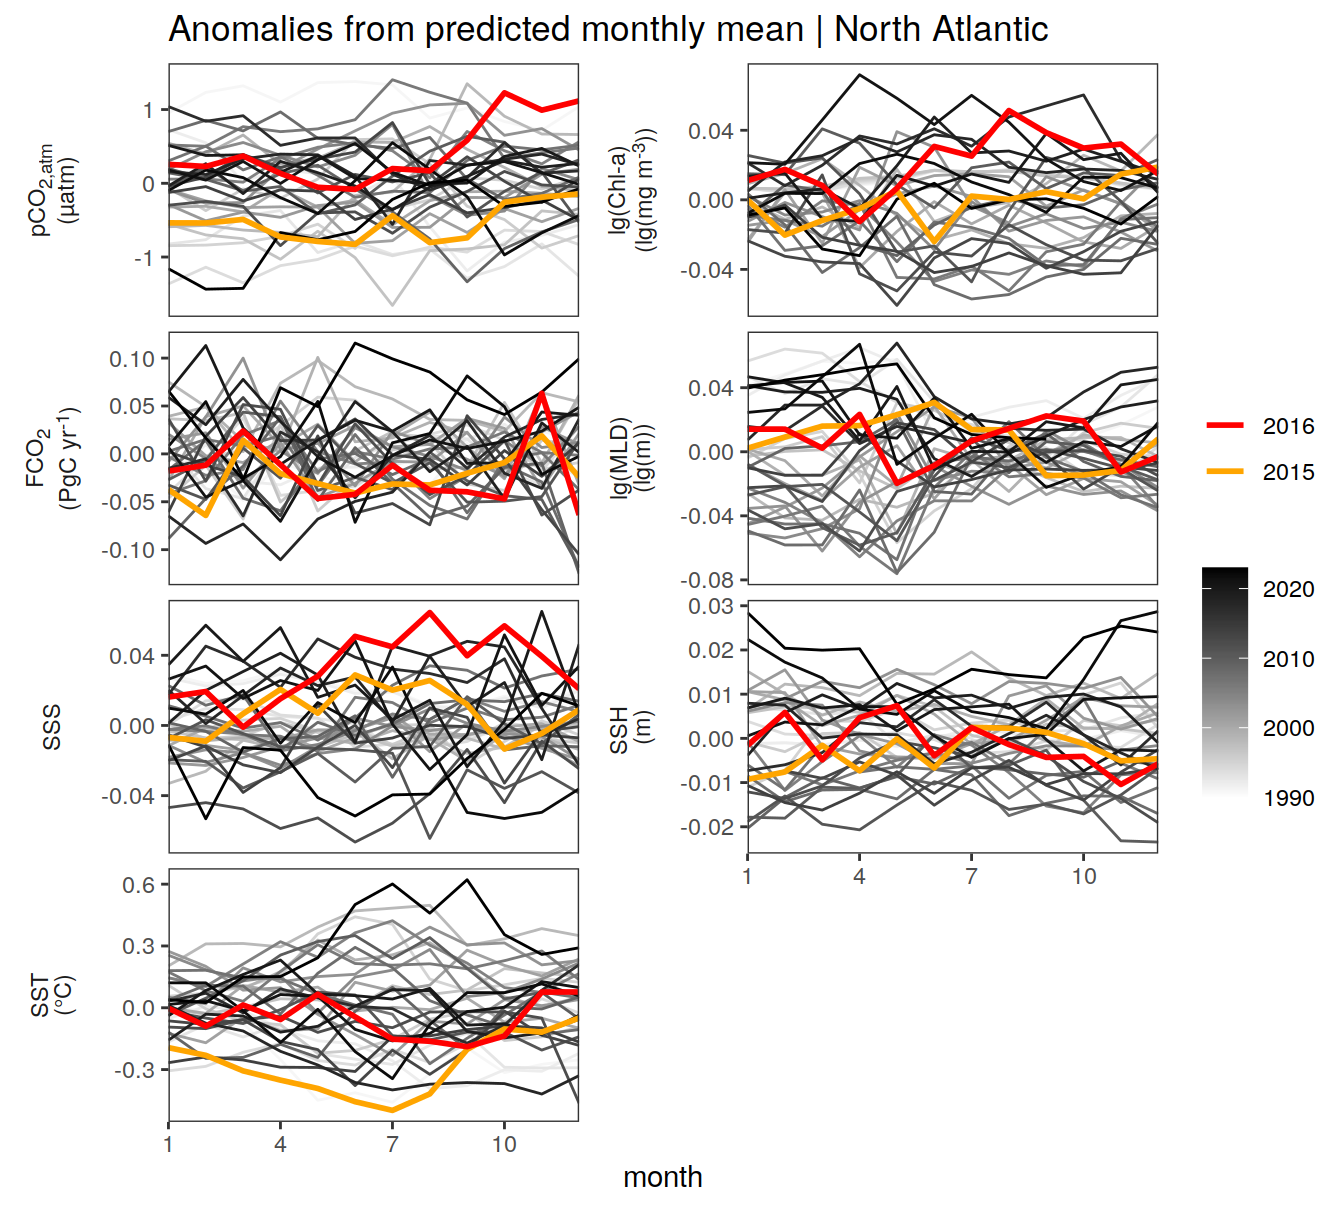 Anomalies from predicted monthly mean | North Atlantic
pCO2,atm
(µatm)
1
0
-1
lg(Chl-a)
(lg(mg m-3))
0.04
0.00
-0.04
FCO2
(PgC yr-1)
0.10
0.05
0.00
-0.05
-0.10
lg(MLD)
(lg(m))
0.04
0.00
-0.04
-0.08
SSS
0.04
0.00
-0.04
SSH
(m)
0.03
0.02
0.01
0.00
-0.01
-0.02
1 4 7 10
SST
(°C)
0.6
0.3
0.0
-0.3
1 4 7 10
month
2016
2015
2020
2010
2000
1990